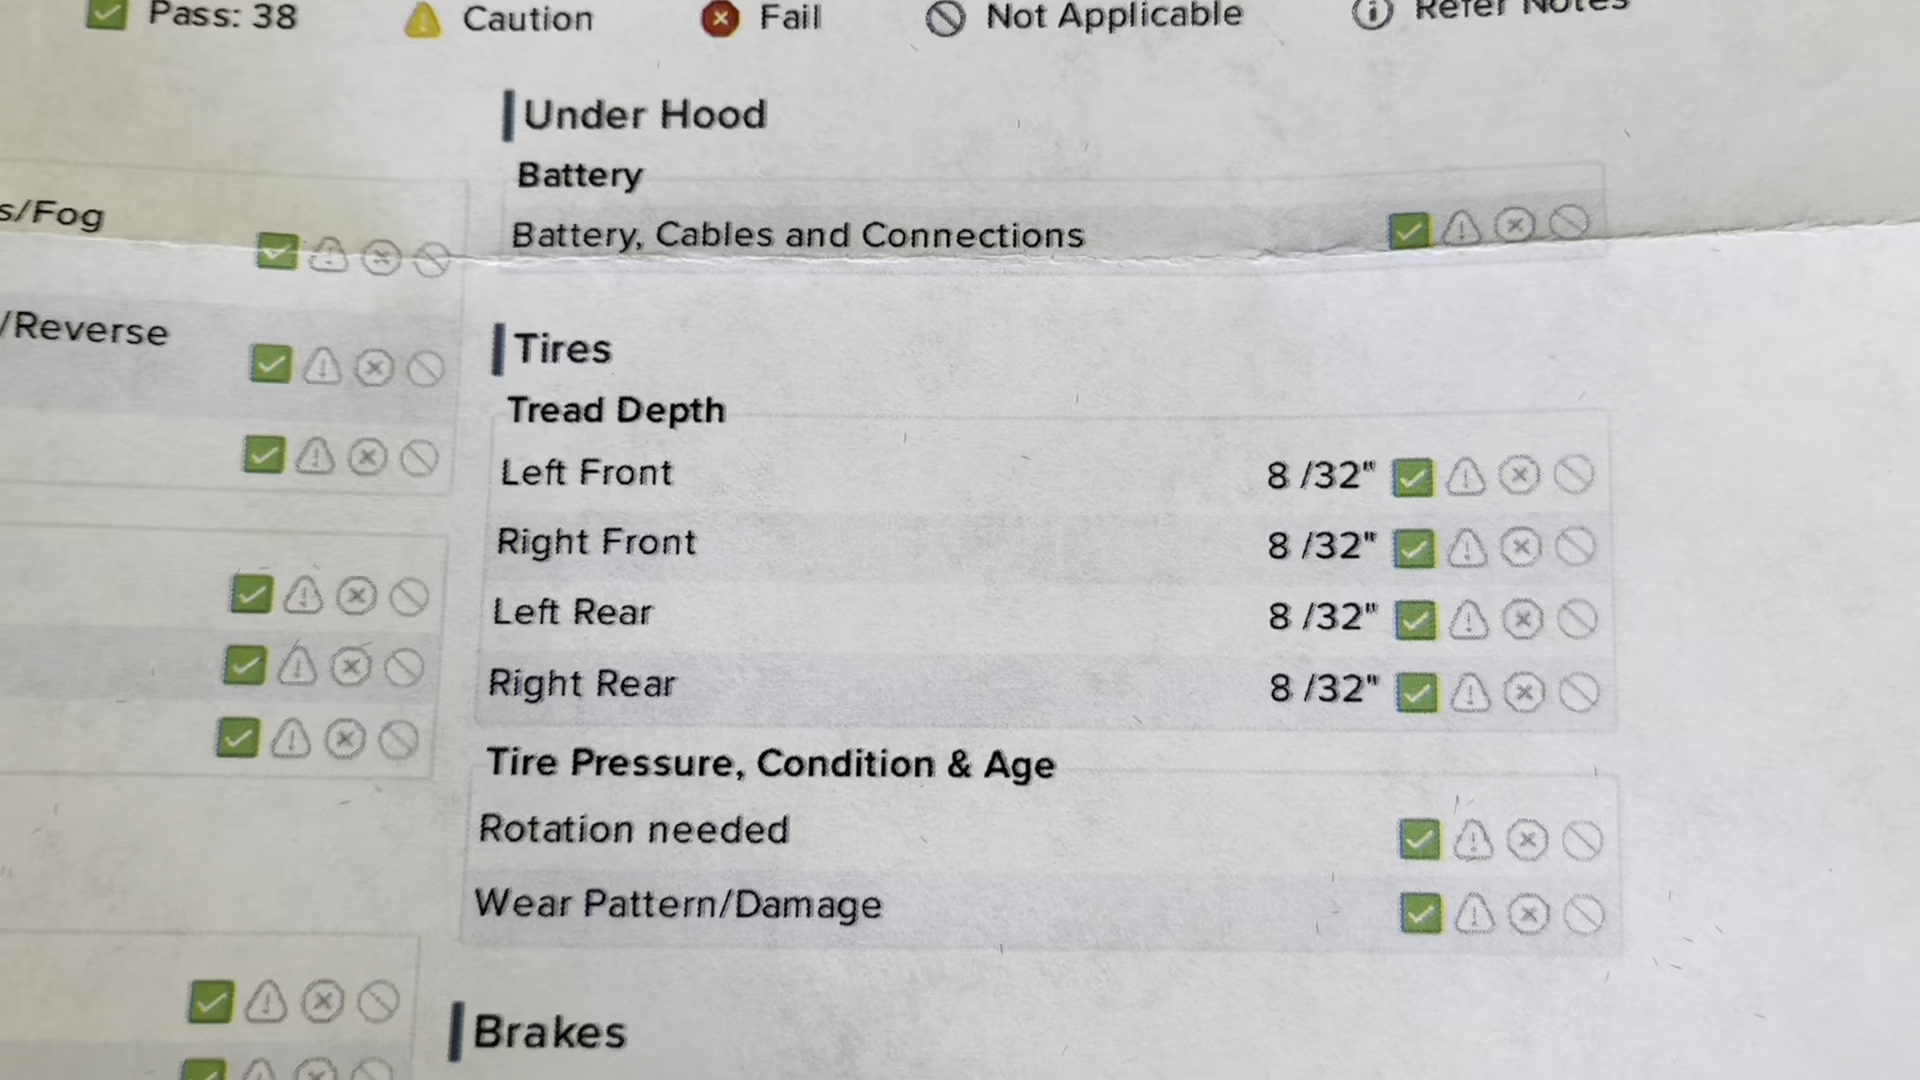 Pass: 38 Caution Fail Not Applicable Refer Notes
s/Fog
/Reverse
Under Hood
Battery
Battery, Cables and Connections
Tires
Tread Depth
Left Front 8 /32"
Right Front 8 /32"
Left Rear 8 /32"
Right Rear 8 /32"
Tire Pressure, Condition & Age
Rotation needed
Wear Pattern/Damage
Brakes